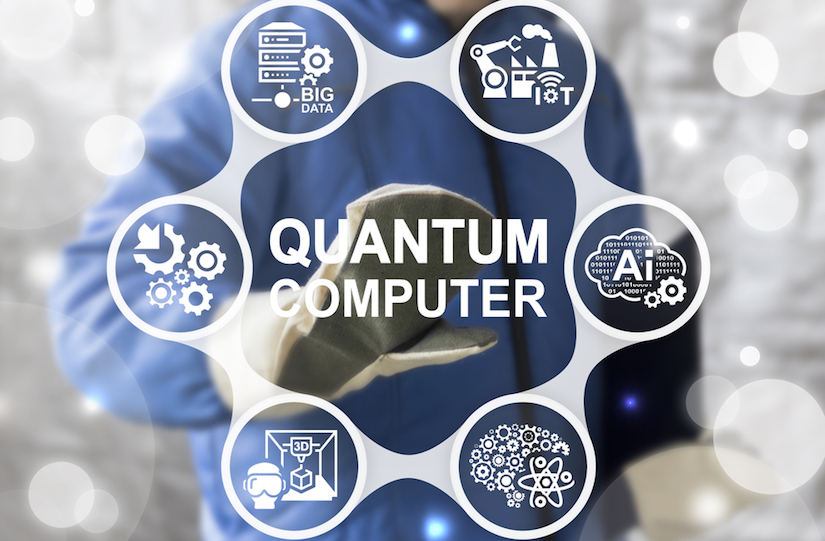 BIG
DATA
IoT
QUANTUM
COMPUTER
Ai
3D